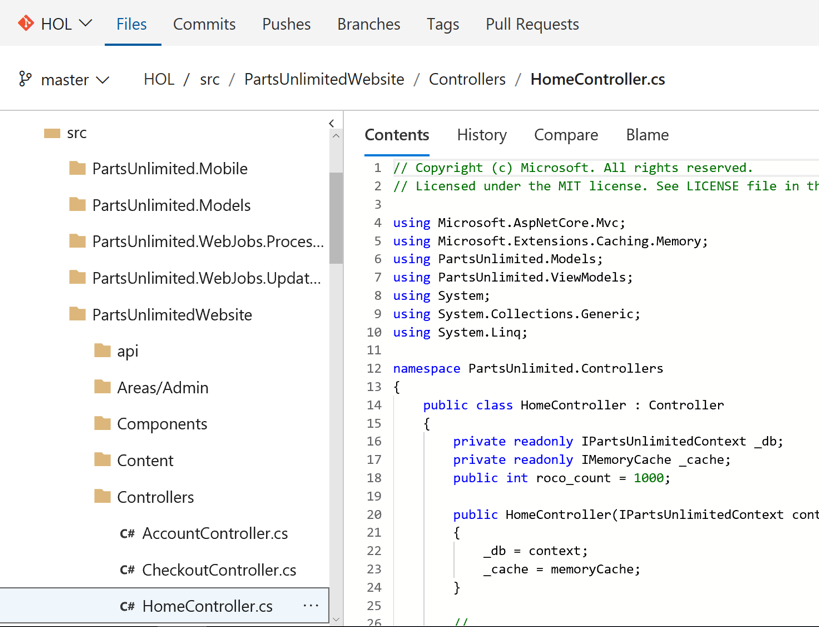 HOL Files Commits Pushes Branches Tags Pull Requests
master HOL / src / PartsUnlimitedWebsite / Controllers / HomeController.cs
src
PartsUnlimited.Mobile
PartsUnlimited.Models
PartsUnlimited.WebJobs.Proces...
PartsUnlimited.WebJobs.Updat...
PartsUnlimitedWebsite
api
Areas/Admin
Components
Content
Controllers
C# AccountController.cs
C# CheckoutController.cs
C# HomeController.cs ...
Contents History Compare Blame
1 // Copyright (c) Microsoft. All rights reserved.
2 // Licensed under the MIT license. See LICENSE file in th
3
4 using Microsoft.AspNetCore.Mvc;
5 using Microsoft.Extensions.Caching.Memory;
6 using PartsUnlimited.Models;
7 using PartsUnlimited.ViewModels;
8 using System;
9 using System.Collections.Generic;
10 using System.Linq;
11
12 namespace PartsUnlimited.Controllers
13 {
14 public class HomeController : Controller
15 {
16 private readonly IPartsUnlimitedContext _db;
17 private readonly IMemoryCache _cache;
18 public int roco_count = 1000;
19
20 public HomeController(IPartsUnlimitedContext cont
21 {
22 _db = context;
23 _cache = memoryCache;
24 }
25
26 //